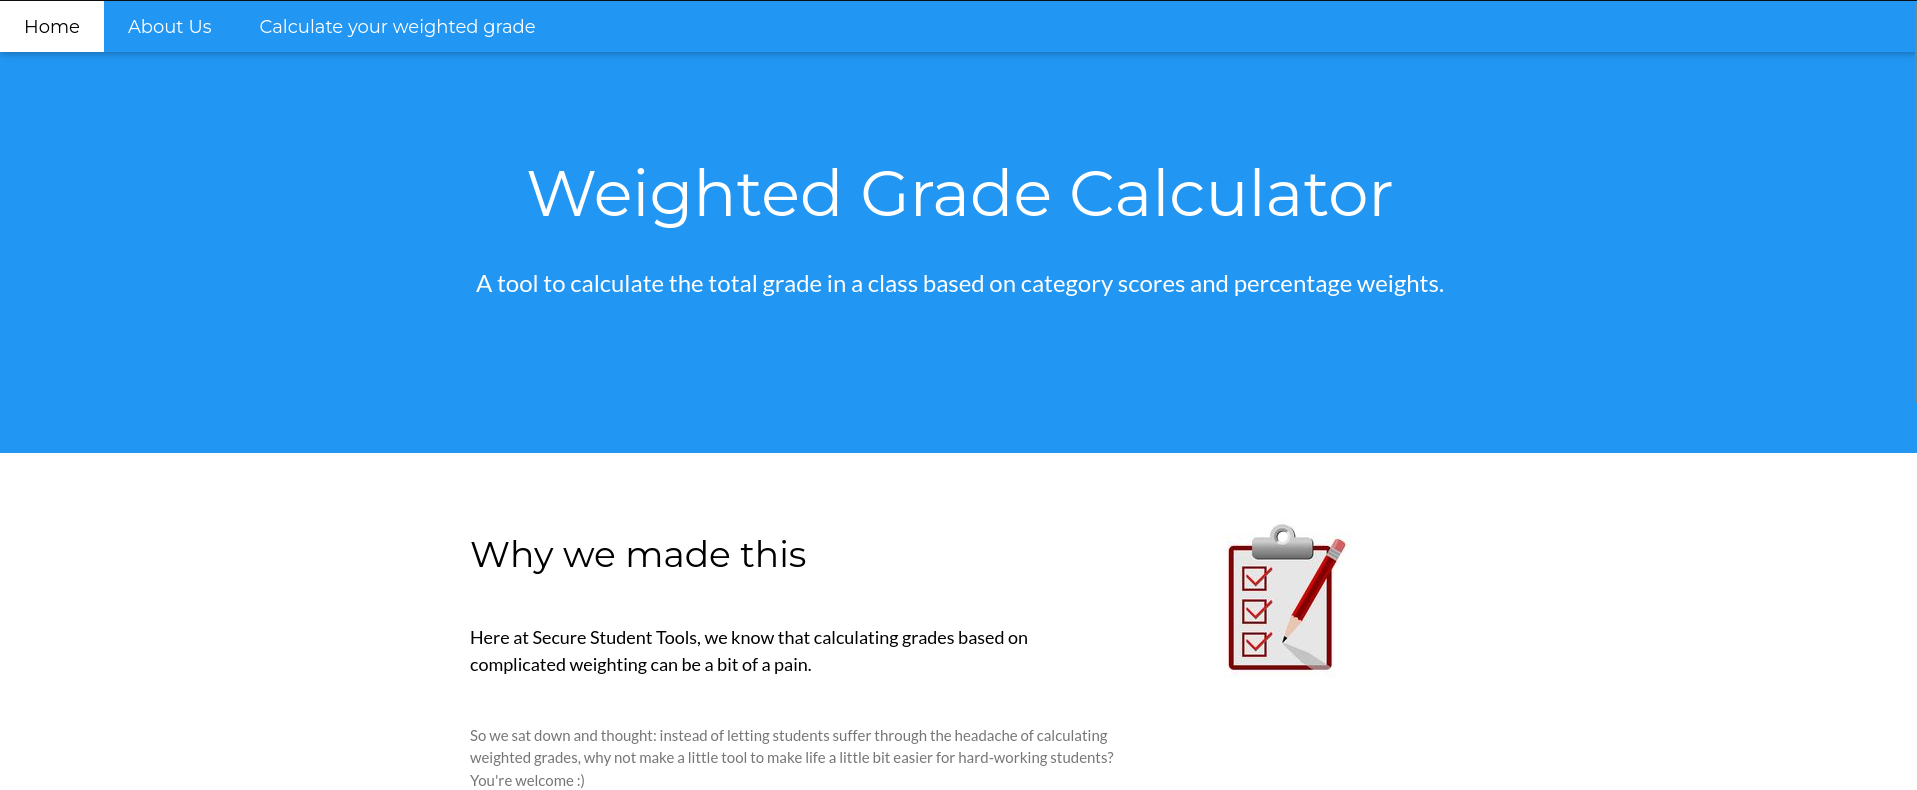 Home About Us Calculate your weighted grade
Weighted Grade Calculator
A tool to calculate the total grade in a class based on category scores and percentage weights.
Why we made this
Here at Secure Student Tools, we know that calculating grades based on
complicated weighting can be a bit of a pain.
So we sat down and thought: instead of letting students suffer through the headache of calculating
weighted grades, why not make a little tool to make life a little bit easier for hard-working students?
You're welcome :)